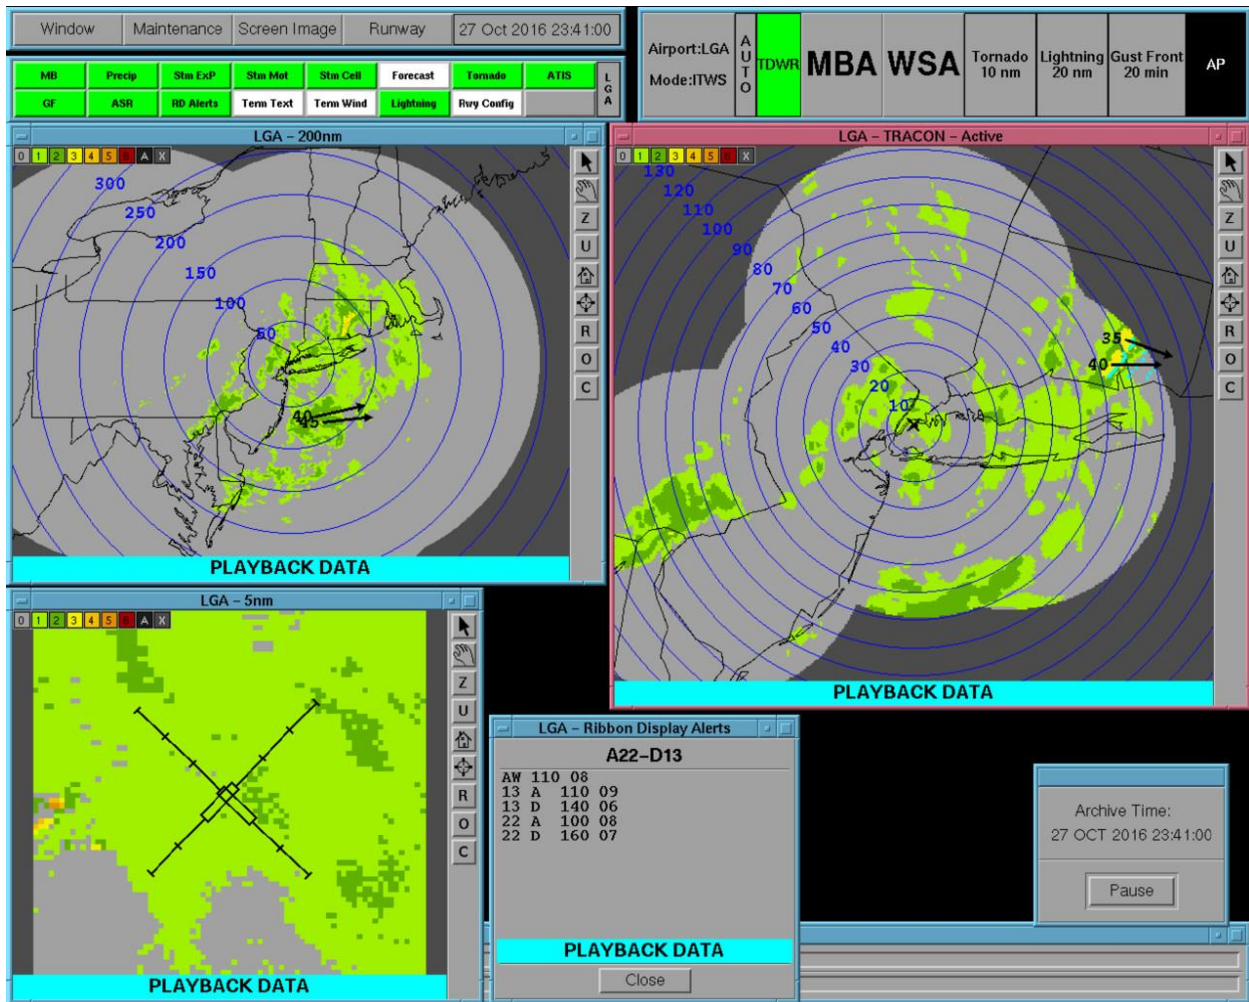 Window Maintenance Screen Image Runway 27 Oct 2016 23:41:00
MB Precip Stm ExP Stm Mot Stm Cell Forecast Tornado ATIS
GF ASR RD Alerts Term Text Term Wind Lightning Rwy Config
LGA
Airport:LGA
Mode:ITWS
AUTO
TDWR
MBA
WSA
Tornado
10 nm
Lightning
20 nm
Gust Front
20 min
AP
LGA - 200nm
0 1 2 3 4 5 6 A X
300
250
200
150
100
50
40
45
Z
U
R
O
C
PLAYBACK DATA
LGA - TRACON - Active
0 1 2 3 4 5 6 X
130
120
110
100
90
80
70
60
50
40
30
20
10
35
40
Z
U
R
O
C
PLAYBACK DATA
LGA - 5nm
0 1 2 3 4 5 6 A X
Z
U
R
O
C
PLAYBACK DATA
LGA - Ribbon Display Alerts
A22-D13
AW 110 08
13 A 110 09
13 D 140 06
22 A 100 08
22 D 160 07
PLAYBACK DATA
Close
Archive Time:
27 OCT 2016 23:41:00
Pause